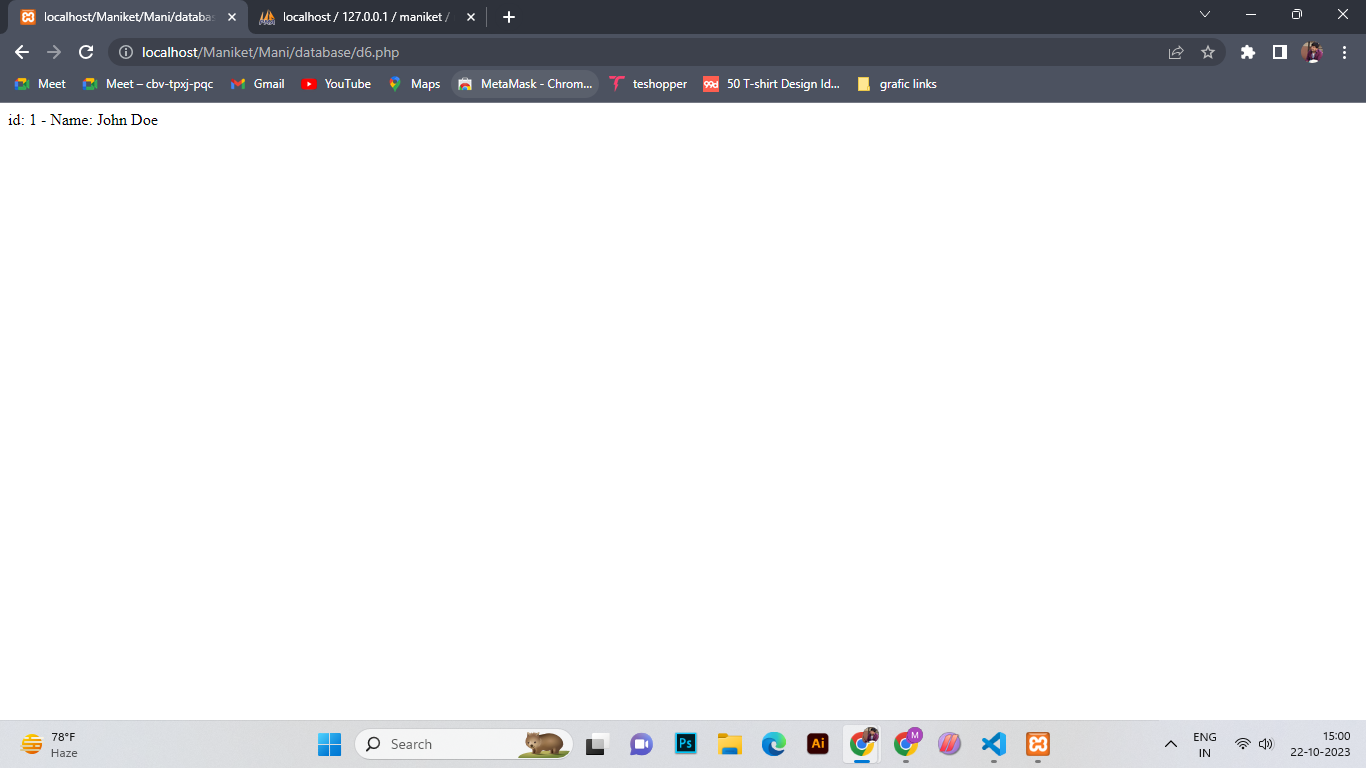 localhost/Maniket/Mani/databas
localhost / 127.0.0.1 / maniket /
localhost/Maniket/Mani/database/d6.php
Meet
Meet – cbv-tpxj-pqc
Gmail
YouTube
Maps
MetaMask - Chrom...
teshopper
99d
50 T-shirt Design Id...
grafic links
id: 1 - Name: John Doe
78°F
Haze
Search
Ps
Ai
M
ENG
IN
15:00
22-10-2023